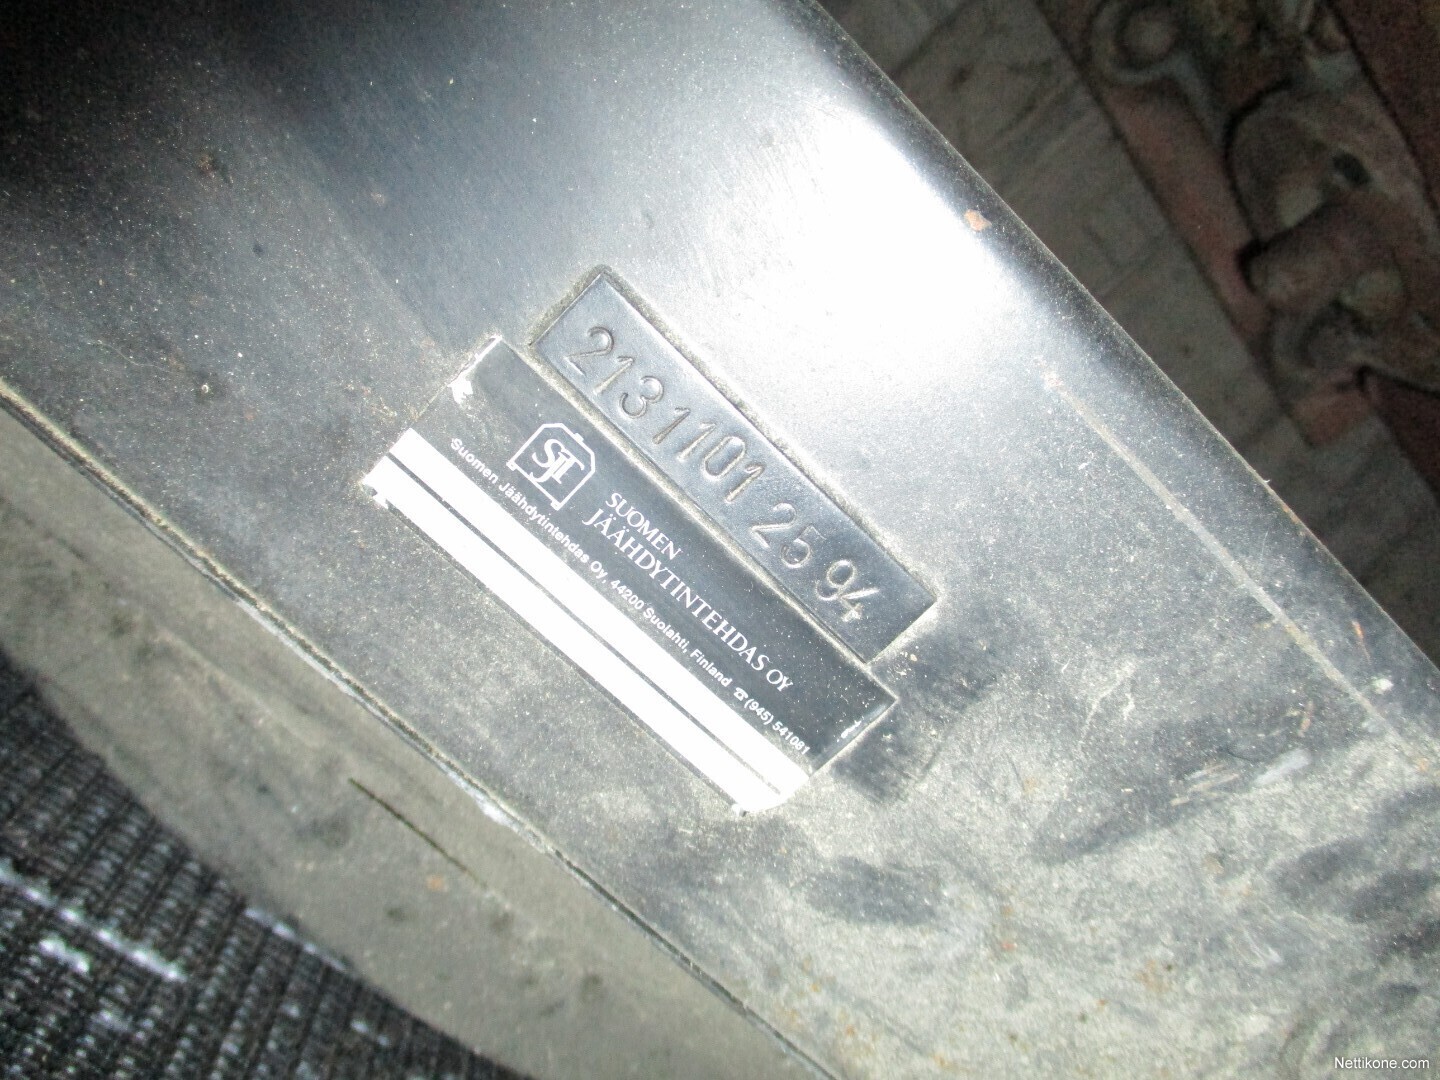 2131101 25 94
SJT
SUOMEN
JÄÄHDYTINTEHDAS OY
Suomen Jäähdytintehdas Oy, 44200 Suolahti, Finland ☎ (945) 541081
Nettikone.com